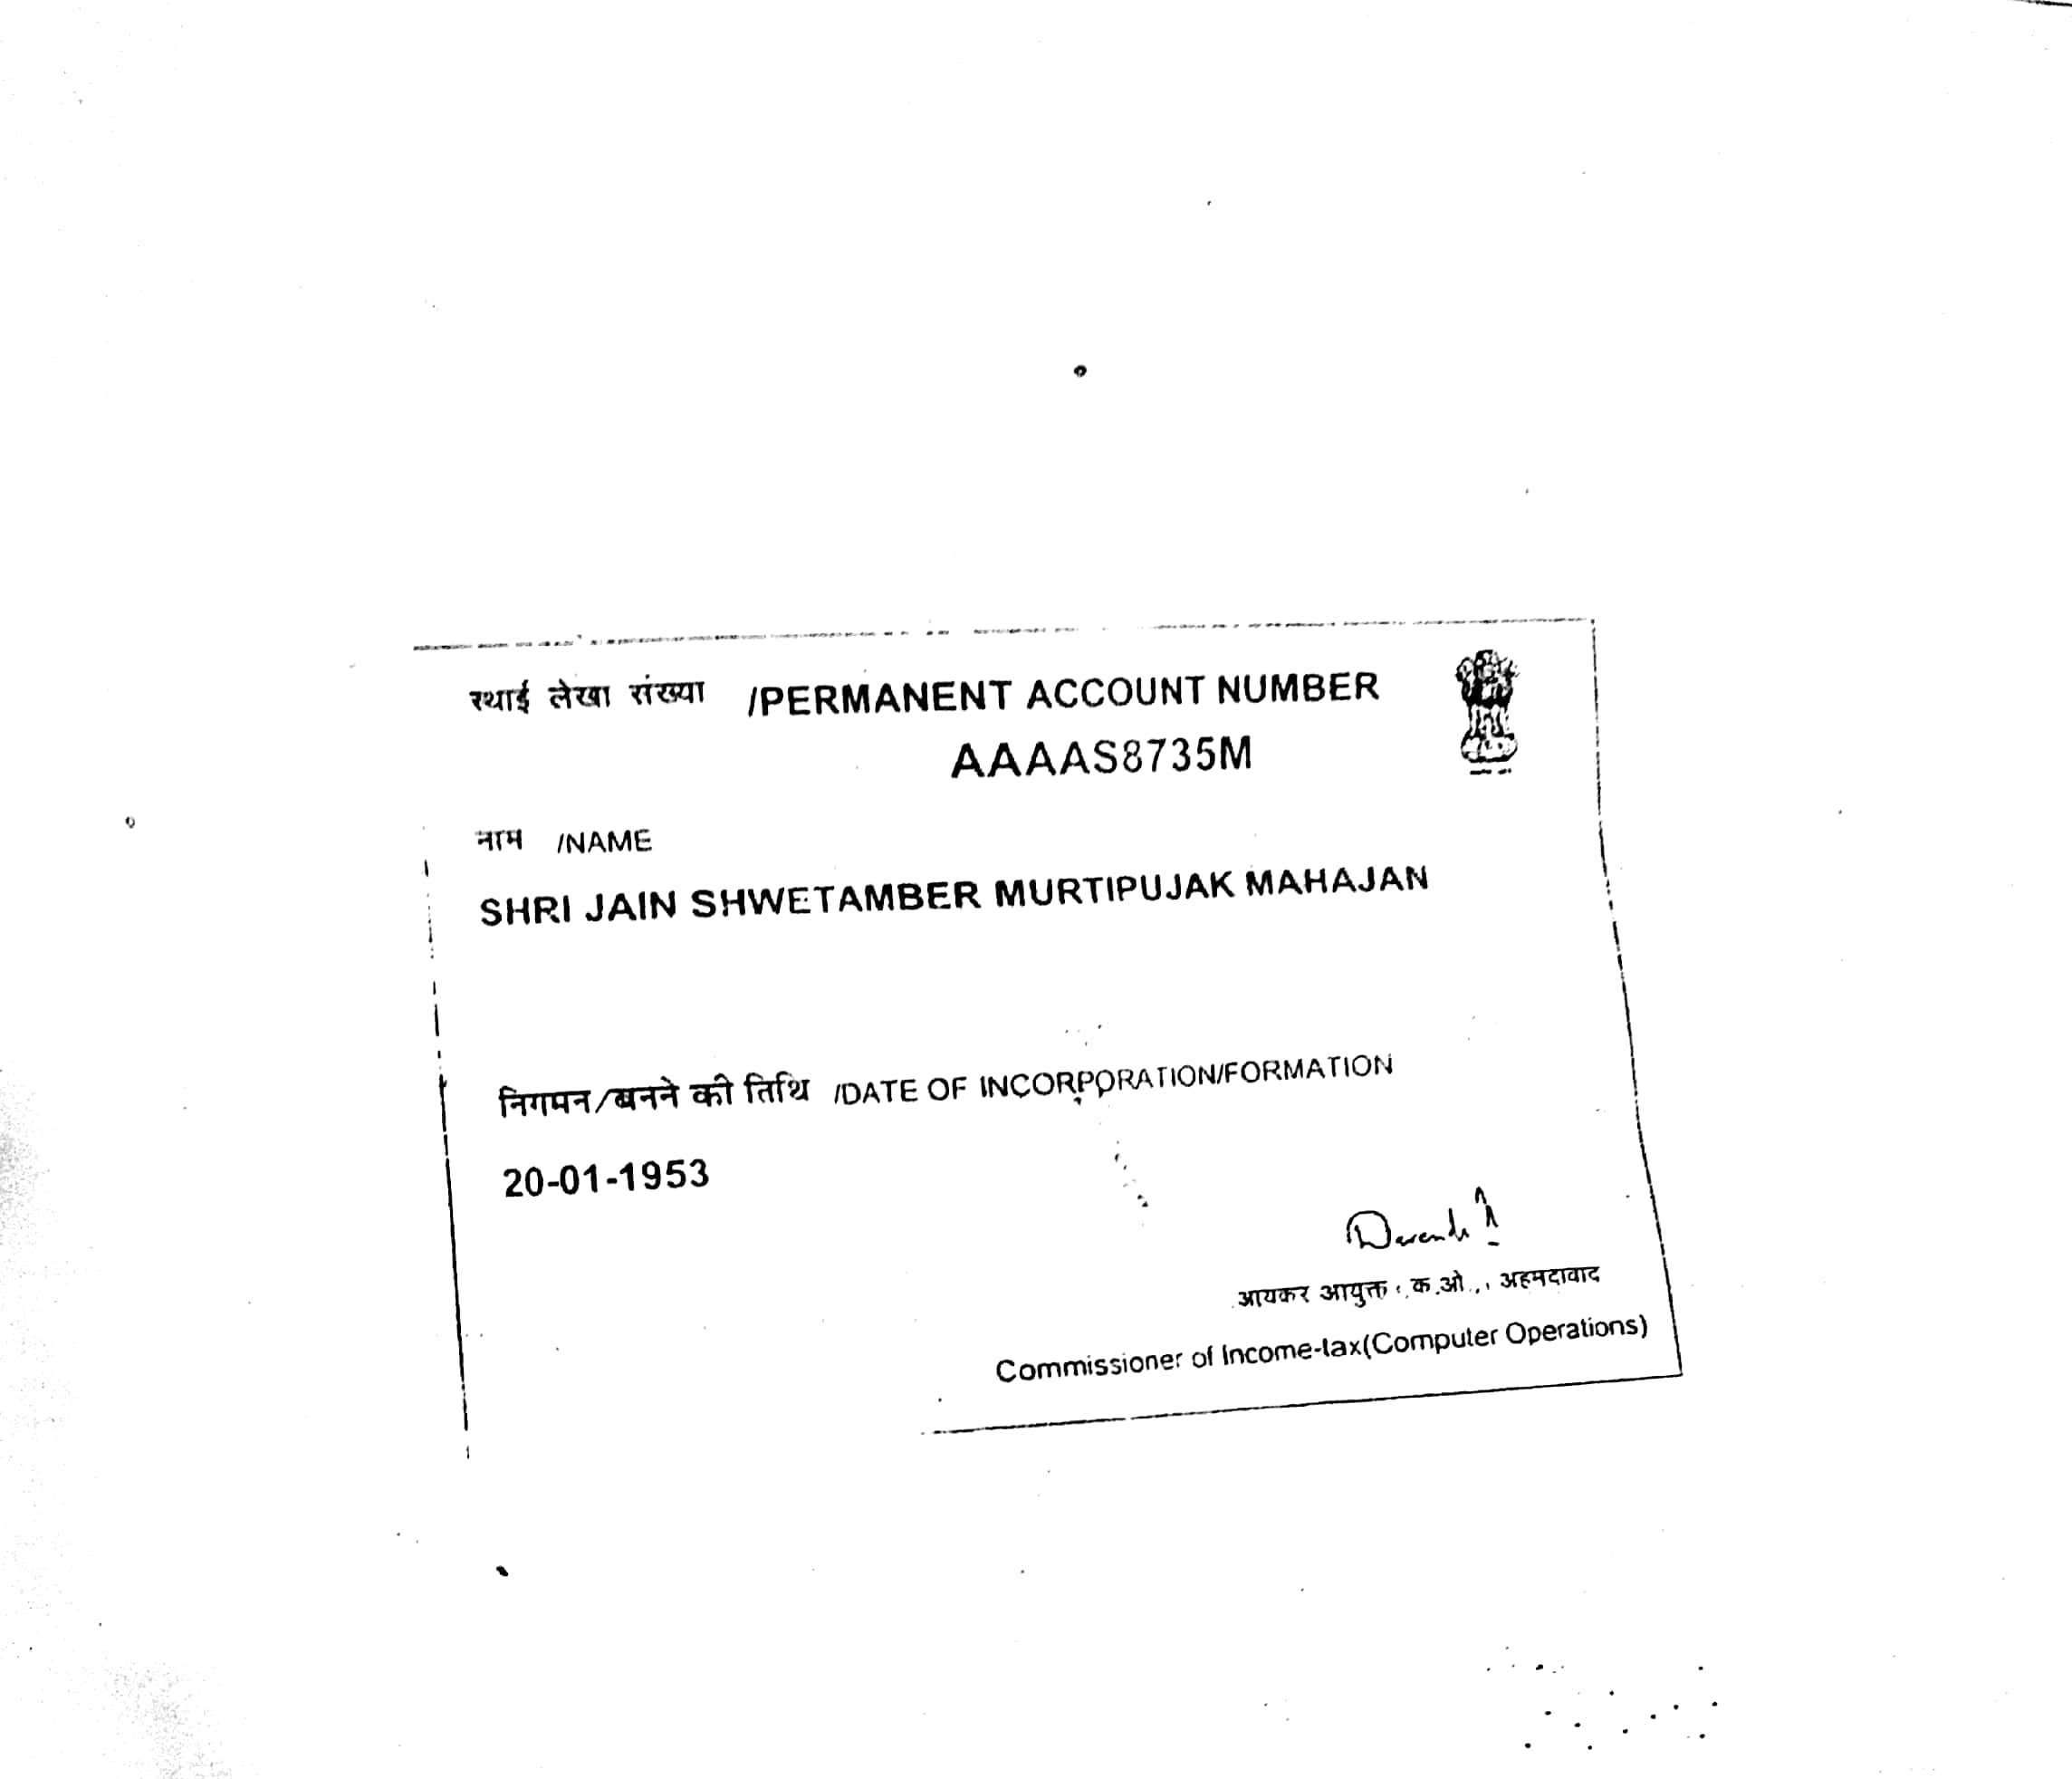 स्थाई लेखा संख्या /PERMANENT ACCOUNT NUMBER
AAAAS8735M
नाम /NAME
SHRI JAIN SHWETAMBER MURTIPUJAK MAHAJAN
निगमन/बनने की तिथि /DATE OF INCORPORATION/FORMATION
20-01-1953
आयकर आयुक्त, क.ओ., अहमदाबाद
Commissioner of Income-tax(Computer Operations)